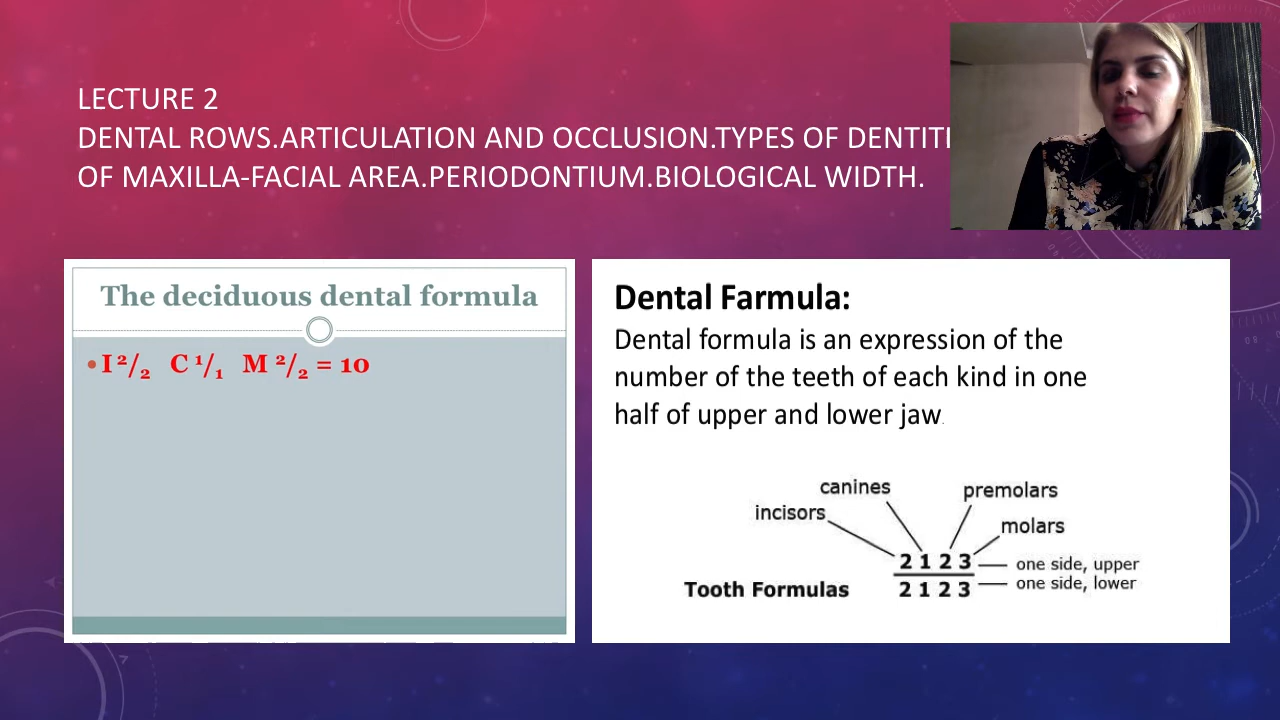 LECTURE 2
DENTAL ROWS.ARTICULATION AND OCCLUSION.TYPES OF
OF MAXILLA-FACIAL AREA.PERIODONTIUM.BIOLOGICAL WIDTH.
The deciduous dental formula
•I ²/₂ C ¹/₁ M ²/₂ = 10
Dental Farmula:
Dental formula is an expression of the
number of the teeth of each kind in one
half of upper and lower jaw.
canines
premolars
incisors
molars
2 1 2 3
one side, upper
Tooth Formulas
2 1 2 3
one side, lower